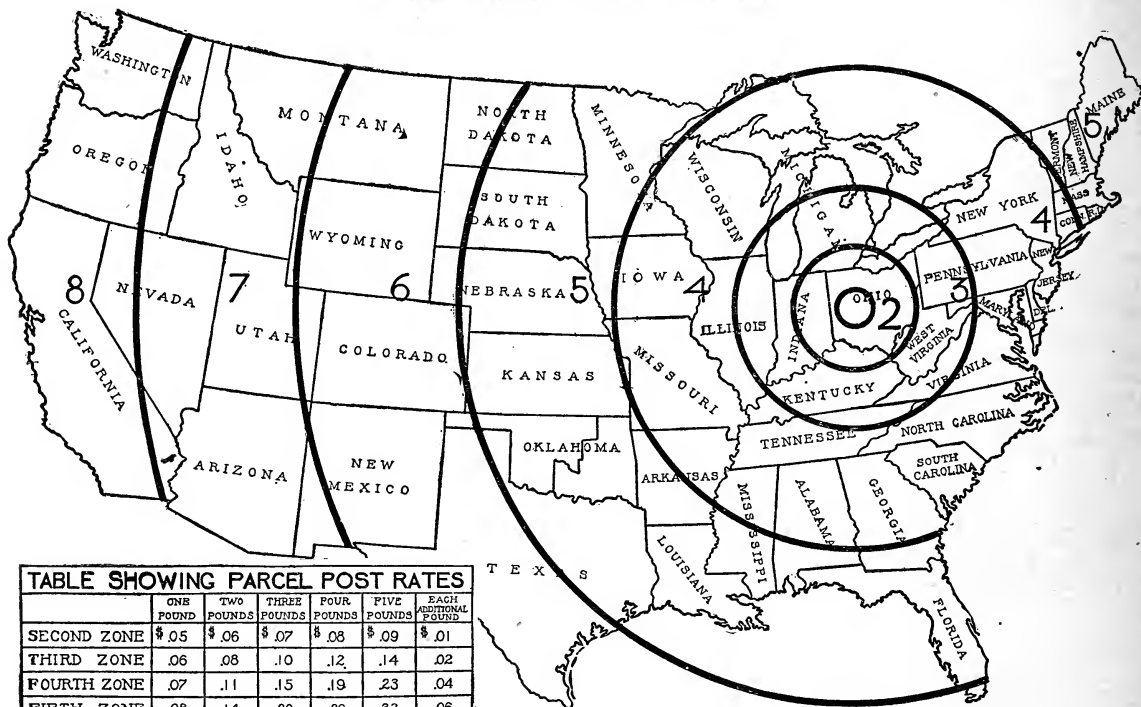 WASHINGTON
OREGON
CALIFORNIA
NEVADA
IDAHO
UTAH
ARIZONA
MONTANA
WYOMING
COLORADO
NEW MEXICO
NORTH DAKOTA
SOUTH DAKOTA
NEBRASKA
KANSAS
OKLAHOMA
TEXAS
MINNESOTA
IOWA
MISSOURI
ARKANSAS
LOUISIANA
WISCONSIN
ILLINOIS
MICHIGAN
INDIANA
OHIO
KENTUCKY
TENNESSEE
MISSISSIPPI
ALABAMA
GEORGIA
FLORIDA
SOUTH CAROLINA
NORTH CAROLINA
VIRGINIA
WEST VIRGINIA
PENNSYLVANIA
NEW YORK
NEW JERSEY
DEL.
VERMONT
NEW HAMPSHIRE
MAINE
MASS
CONN.
R.I.
8
7
6
5
4
2
3
4
5
TABLE SHOWING PARCEL POST RATES
ONE POUND TWO POUNDS THREE POUNDS FOUR POUNDS FIVE POUNDS EACH ADDITIONAL POUND
SECOND ZONE $.05 $.06 $.07 $.08 $.09 $.01
THIRD ZONE .06 .08 .10 .12 .14 .02
FOURTH ZONE .07 .11 .15 .19 .23 .04